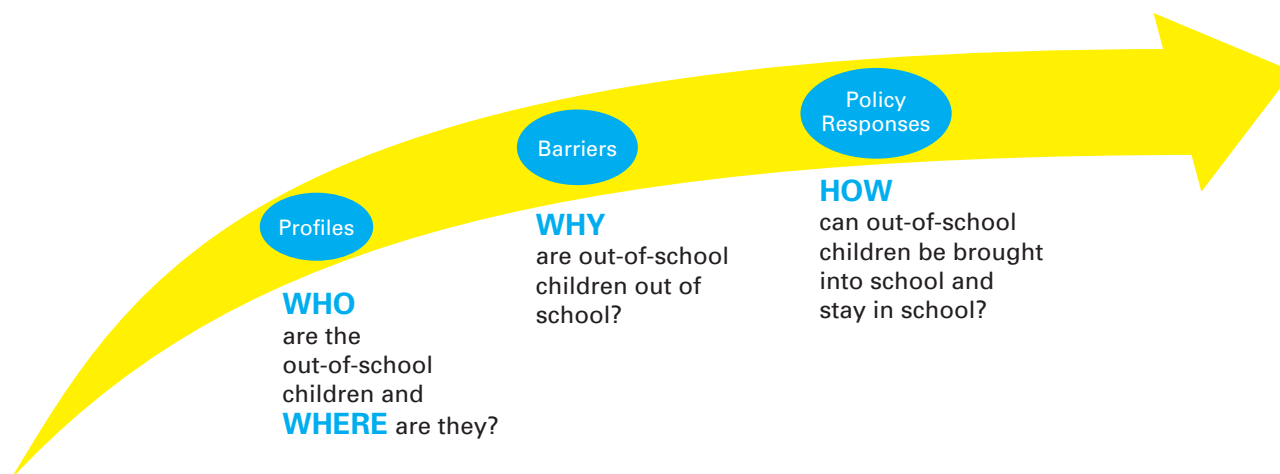 Profiles
WHO
are the
out-of-school
children and
WHERE are they?
Barriers
WHY
are out-of-school
children out of
school?
Policy
Responses
HOW
can out-of-school
children be brought
into school and
stay in school?